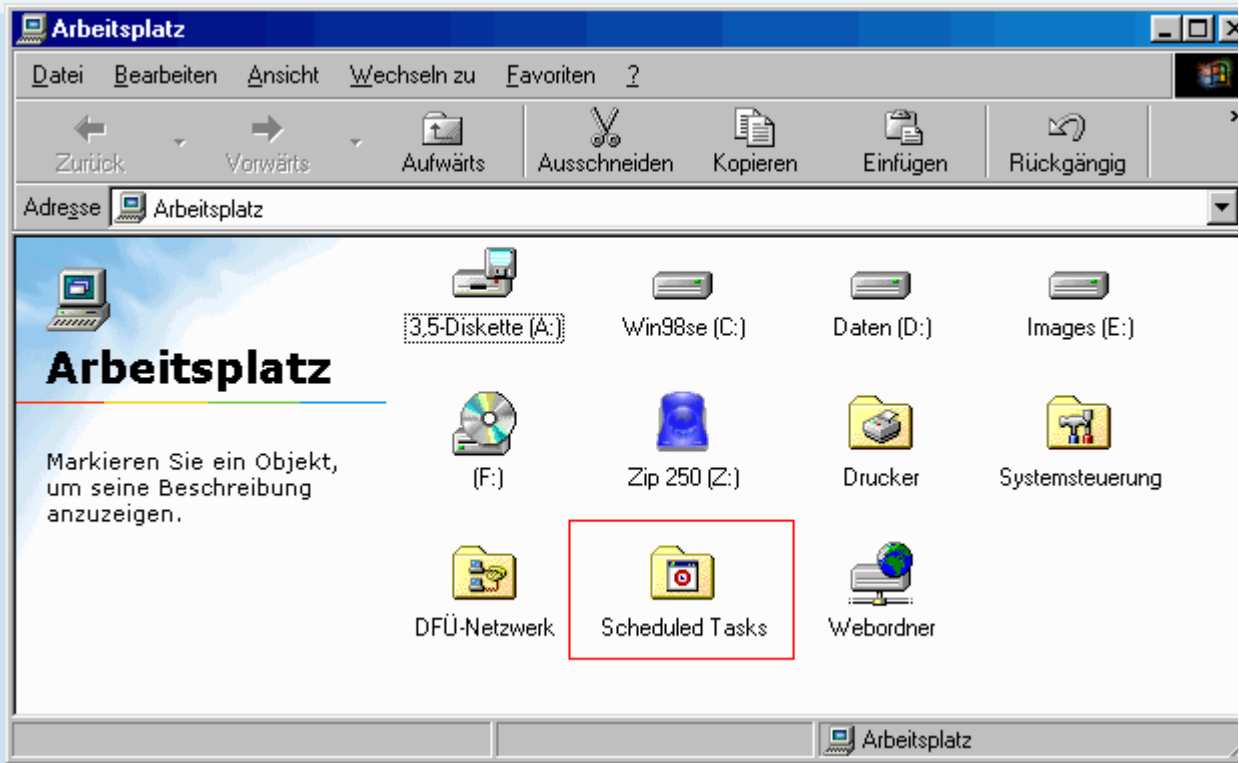 Arbeitsplatz
Datei Bearbeiten Ansicht Wechseln zu Favoriten ?
Zurück Vorwärts Aufwärts Ausschneiden Kopieren Einfügen Rückgängig »
Adresse Arbeitsplatz
3,5-Diskette (A:) Win98se (C:) Daten (D:) Images (E:)
Arbeitsplatz
Markieren Sie ein Objekt,
um seine Beschreibung
anzuzeigen.
(F:) Zip 250 (Z:) Drucker Systemsteuerung
DFÜ-Netzwerk Scheduled Tasks Webordner
Arbeitsplatz